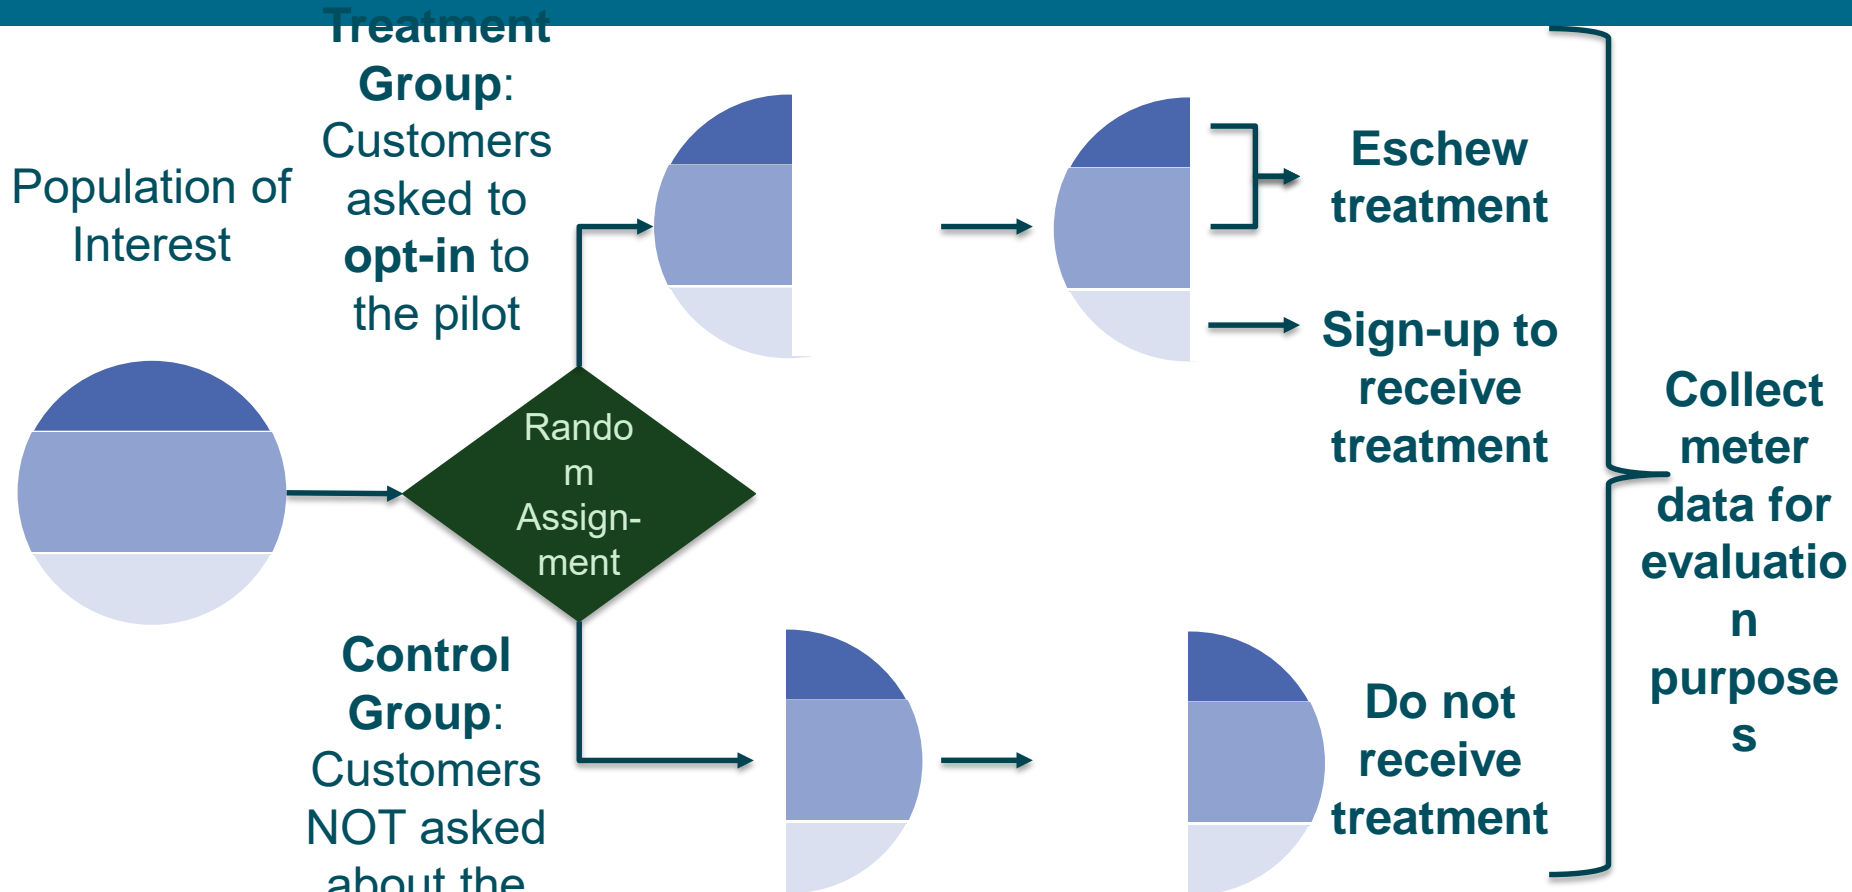 Population of
Interest
Treatment
Group:
Customers
asked to
opt-in to
the pilot
Rando
m
Assign-
ment
Control
Group:
Customers
NOT asked
about the
Eschew
treatment
Sign-up to
receive
treatment
Do not
receive
treatment
Collect
meter
data for
evaluatio
n
purpose
s